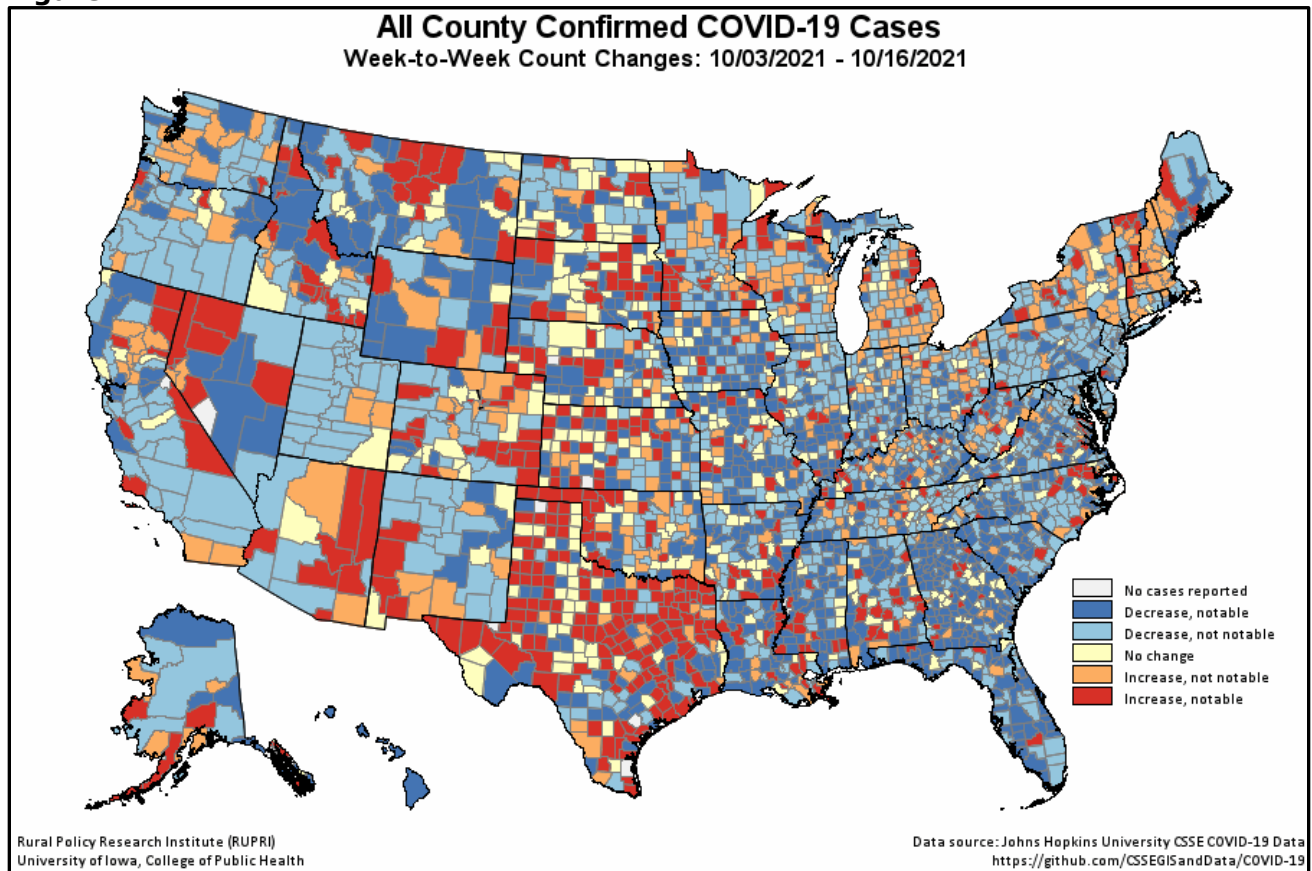 All County Confirmed COVID-19 Cases
Week-to-Week Count Changes: 10/03/2021 - 10/16/2021
No cases reported
Decrease, notable
Decrease, not notable
No change
Increase, not notable
Increase, notable
Rural Policy Research Institute (RUPRI)
University of Iowa, College of Public Health
Data source: Johns Hopkins University CSSE COVID-19 Data
https://github.com/CSSEGISandData/COVID-19